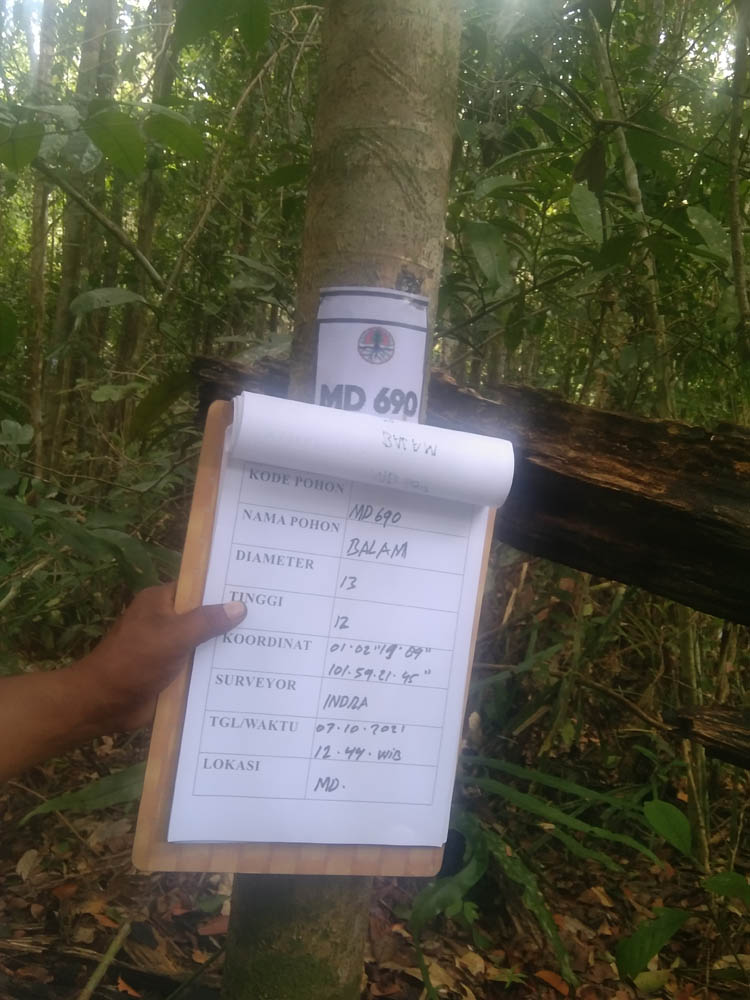 MD 690
BALAM
KODE POHON MD 690
NAMA POHON BALAM
DIAMETER 13
TINGGI 12
KOORDINAT 01.02"19.09"
101.59.21.45"
SURVEYOR INDRA
TGL/WAKTU 07.10.2021
12.44.WIB
LOKASI MD.